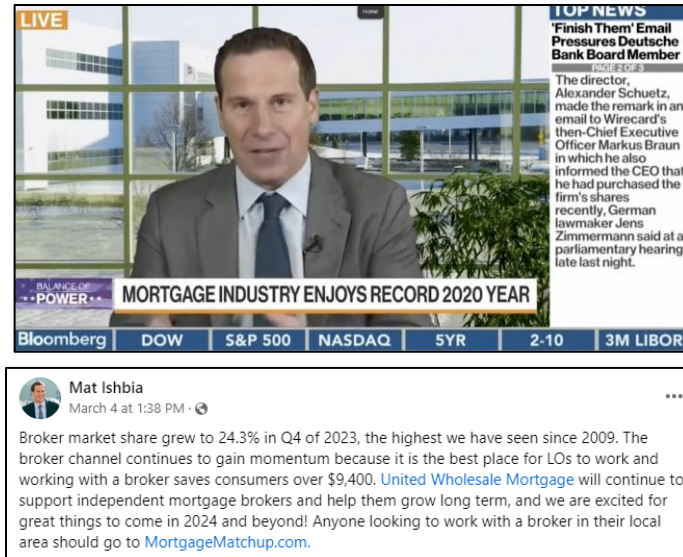 LIVE
Home
TOP NEWS
'Finish Them' Email
Pressures Deutsche
Bank Board Member
PAGE 2 OF 3
The director,
Alexander Schuetz,
made the remark in an
email to Wirecard's
then-Chief Executive
Officer Markus Braun
in which he also
informed the CEO that
he had purchased the
firm's shares
recently, German
lawmaker Jens
Zimmermann said at a
parliamentary hearing
late last night.
BALANCE OF
POWER
MORTGAGE INDUSTRY ENJOYS RECORD 2020 YEAR
Bloomberg DOW S&P 500 NASDAQ 5YR 2-10 3M LIBOR
Mat Ishbia
March 4 at 1:38 PM ·
Broker market share grew to 24.3% in Q4 of 2023, the highest we have seen since 2009. The
broker channel continues to gain momentum because it is the best place for LOs to work and
working with a broker saves consumers over $9,400. United Wholesale Mortgage will continue to
support independent mortgage brokers and help them grow long term, and we are excited for
great things to come in 2024 and beyond! Anyone looking to work with a broker in their local
area should go to MortgageMatchup.com.